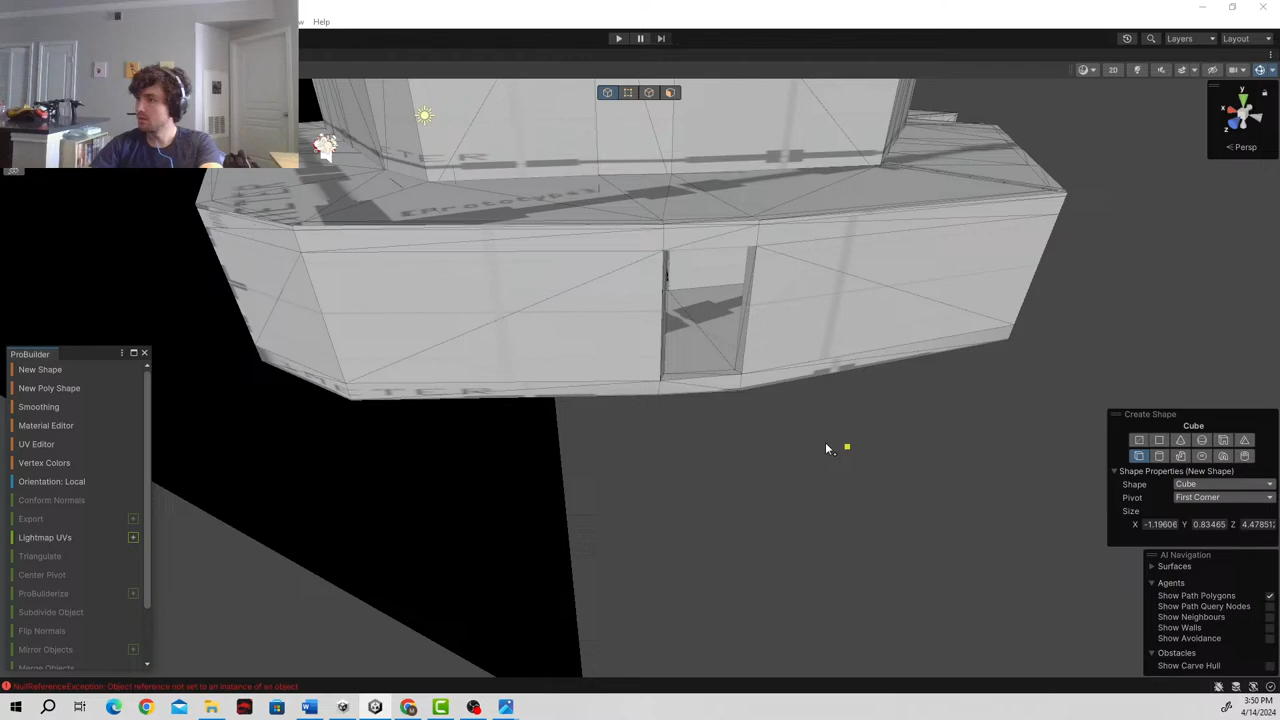 w
Help
Layers
Layout
2D
y
x
z
Persp
ProBuilder
New Shape
New Poly Shape
Smoothing
Material Editor
UV Editor
Vertex Colors
Orientation: Local
Conform Normals
Export
Lightmap UVs
Triangulate
Center Pivot
ProBuilderize
Subdivide Object
Flip Normals
Mirror Objects
Merge Objects
Create Shape
Cube
Shape Properties (New Shape)
Shape Cube
Pivot First Corner
Size
X -1.19606 Y 0.83465 Z 4.47851
AI Navigation
Surfaces
Agents
Show Path Polygons
Show Path Query Nodes
Show Neighbours
Show Walls
Show Avoidance
Obstacles
Show Carve Hull
NullReferenceException: Object reference not set to an instance of an object
3:50 PM
4/14/2024